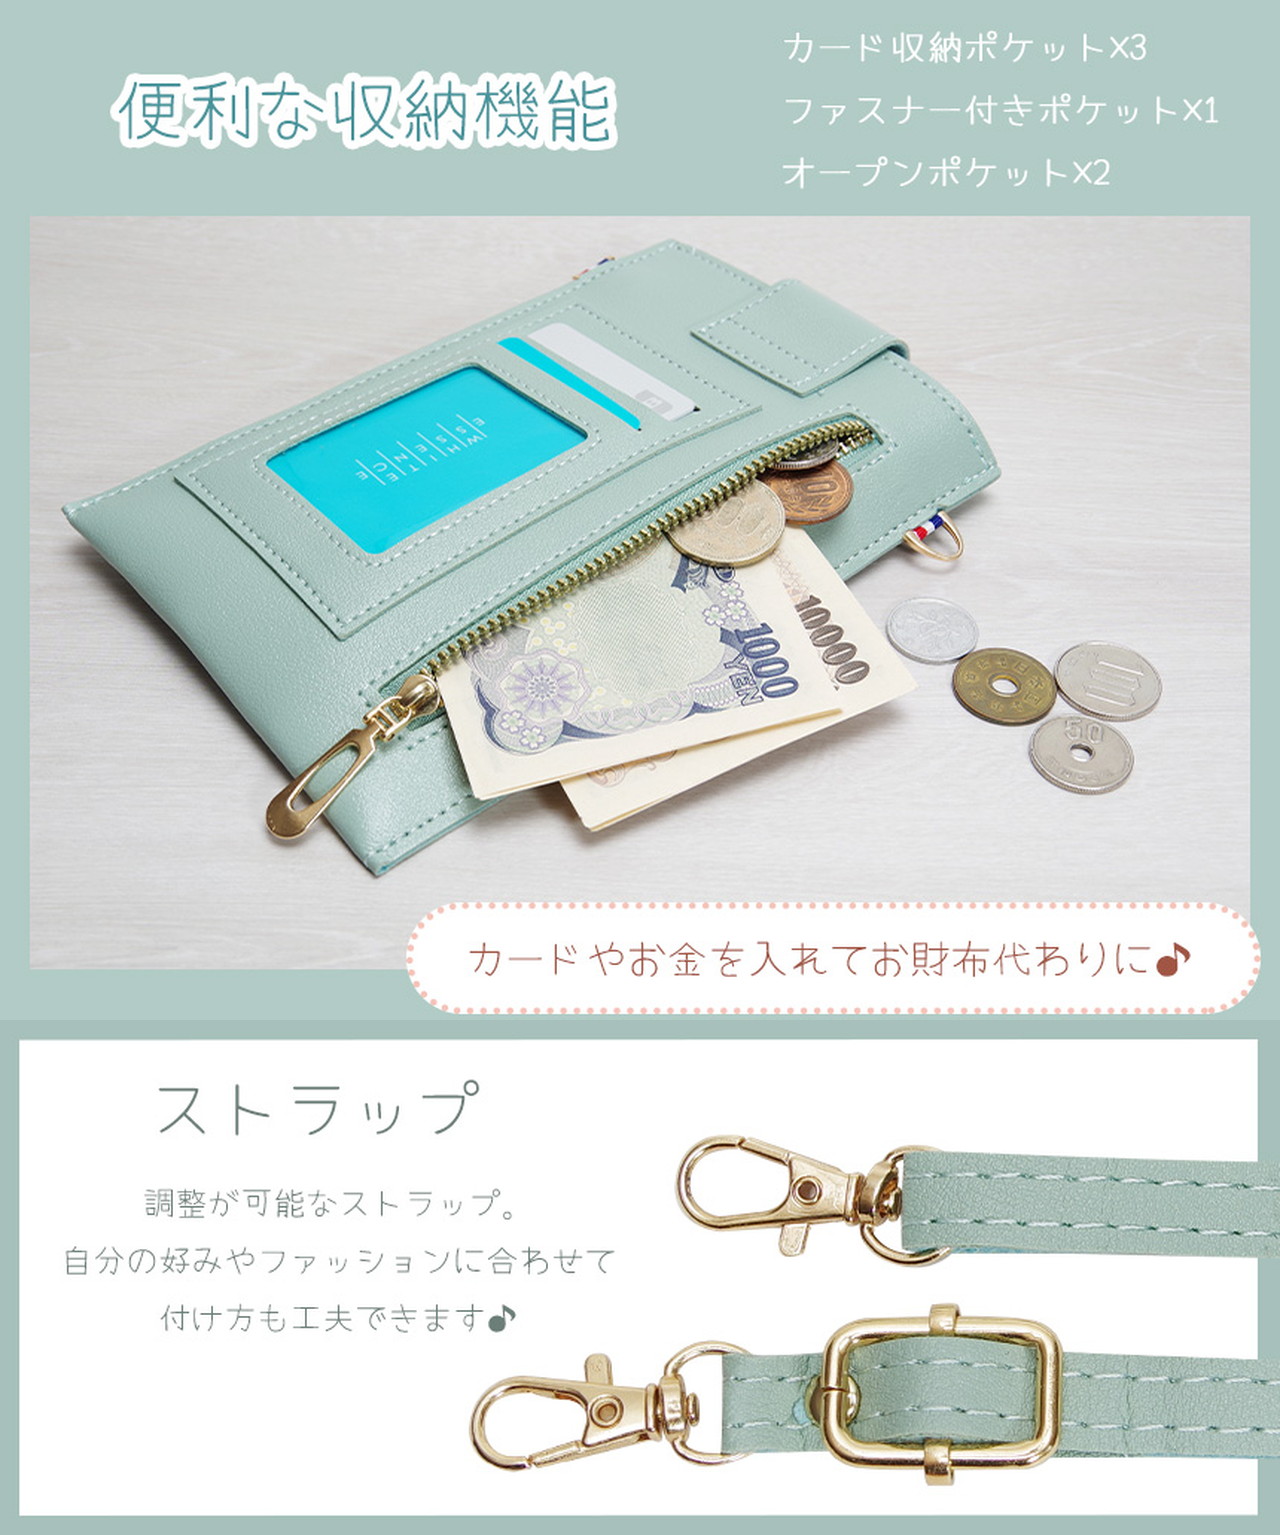 便利な収納機能
カード収納ポケット×3
ファスナー付きポケット×1
オープンポケット×2
WHITE
ESSENCE
1000
YEN
10000
100
50
カードやお金を入れてお財布代わりに♪
ストラップ
調整が可能なストラップ。
自分の好みやファッションに合わせて
付け方も工夫できます♪